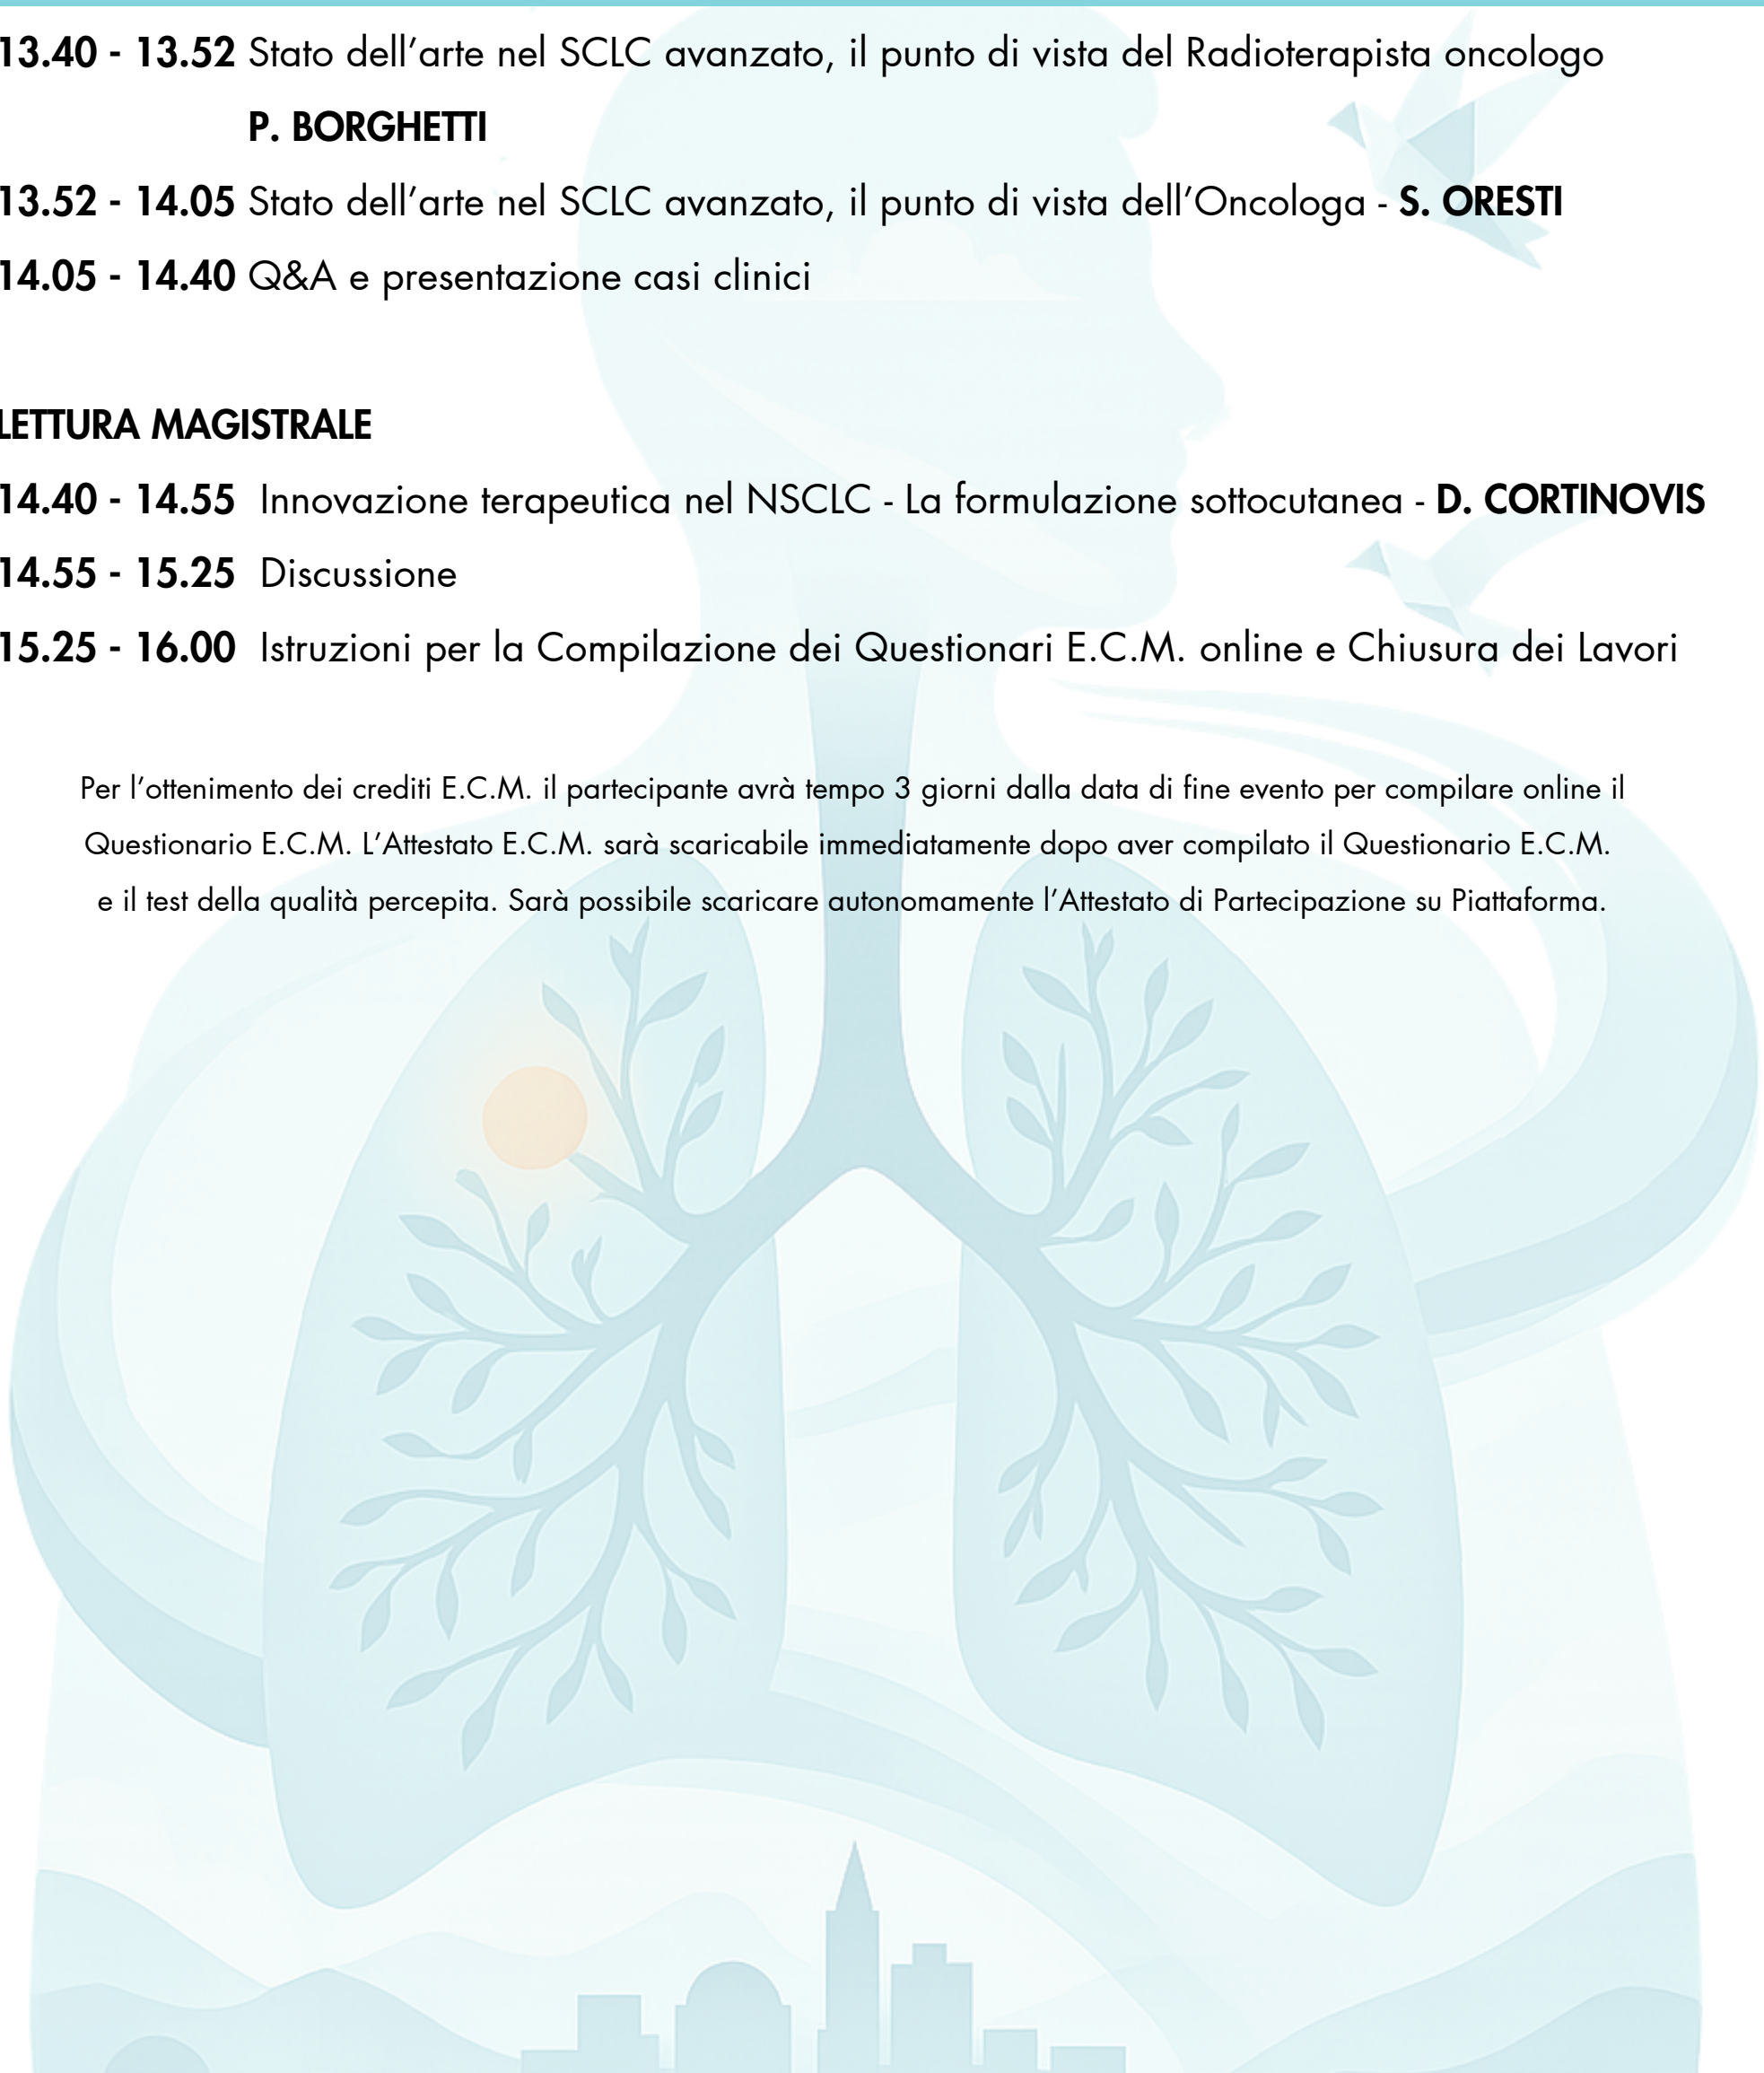 13.40 - 13.52 Stato dell’arte nel SCLC avanzato, il punto di vista del Radioterapista oncologo
P. BORGHETTI
13.52 - 14.05 Stato dell’arte nel SCLC avanzato, il punto di vista dell’Oncologa - S. ORESTI
14.05 - 14.40 Q&A e presentazione casi clinici
LETTURA MAGISTRALE
14.40 - 14.55 Innovazione terapeutica nel NSCLC - La formulazione sottocutanea - D. CORTINOVIS
14.55 - 15.25 Discussione
15.25 - 16.00 Istruzioni per la Compilazione dei Questionari E.C.M. online e Chiusura dei Lavori
Per l’ottenimento dei crediti E.C.M. il partecipante avrà tempo 3 giorni dalla data di fine evento per compilare online il
Questionario E.C.M. L’Attestato E.C.M. sarà scaricabile immediatamente dopo aver compilato il Questionario E.C.M.
e il test della qualità percepita. Sarà possibile scaricare autonomamente l’Attestato di Partecipazione su Piattaforma.